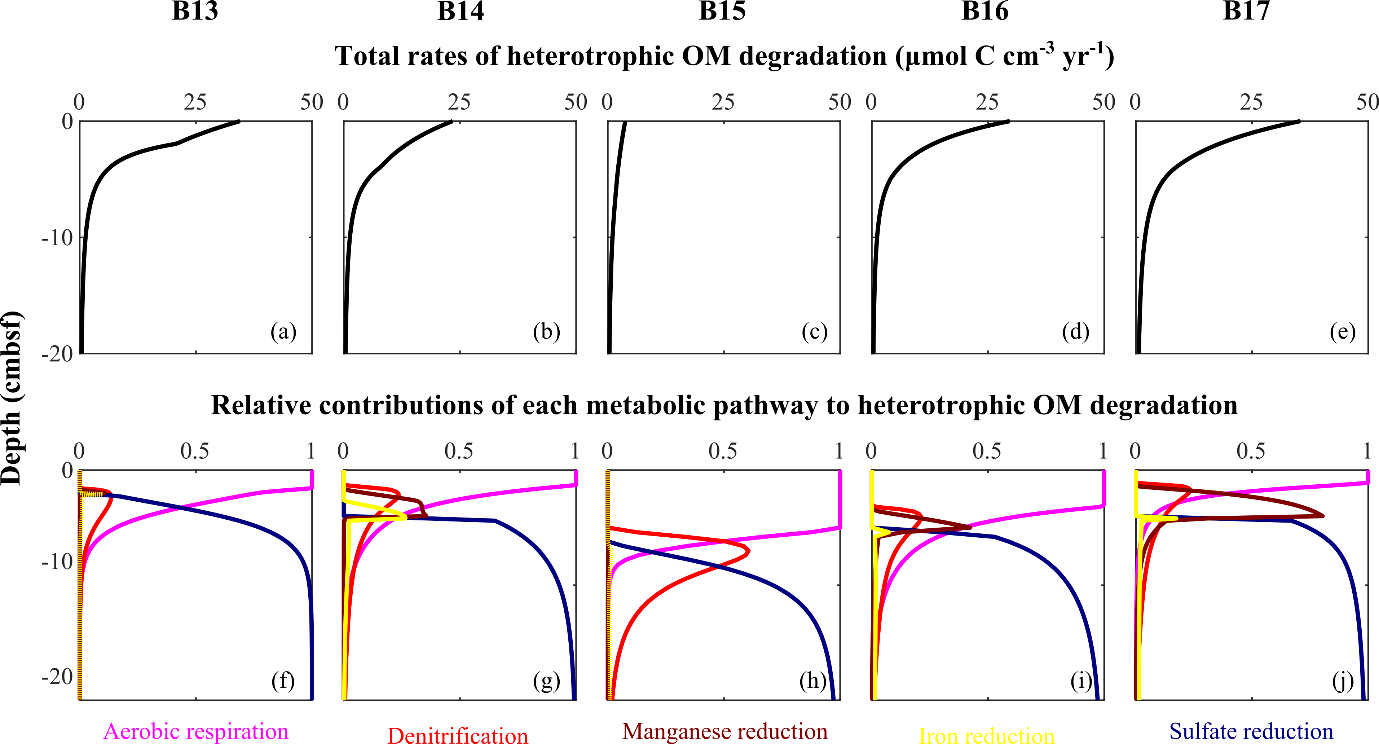 B13 B14 B15 B16 B17
Total rates of heterotrophic OM degradation (µmol C cm-3 yr-1)
0 25 50 0 25 50 0 25 50 0 25 50 0 25 50
0
-10
-20
(a) (b) (c) (d) (e)
Depth (cmbsf)
Relative contributions of each metabolic pathway to heterotrophic OM degradation
0 0.5 1 0 0.5 1 0 0.5 1 0 0.5 1 0 0.5 1
0
-10
-20
(f) (g) (h) (i) (j)
Aerobic respiration Denitrification Manganese reduction Iron reduction Sulfate reduction